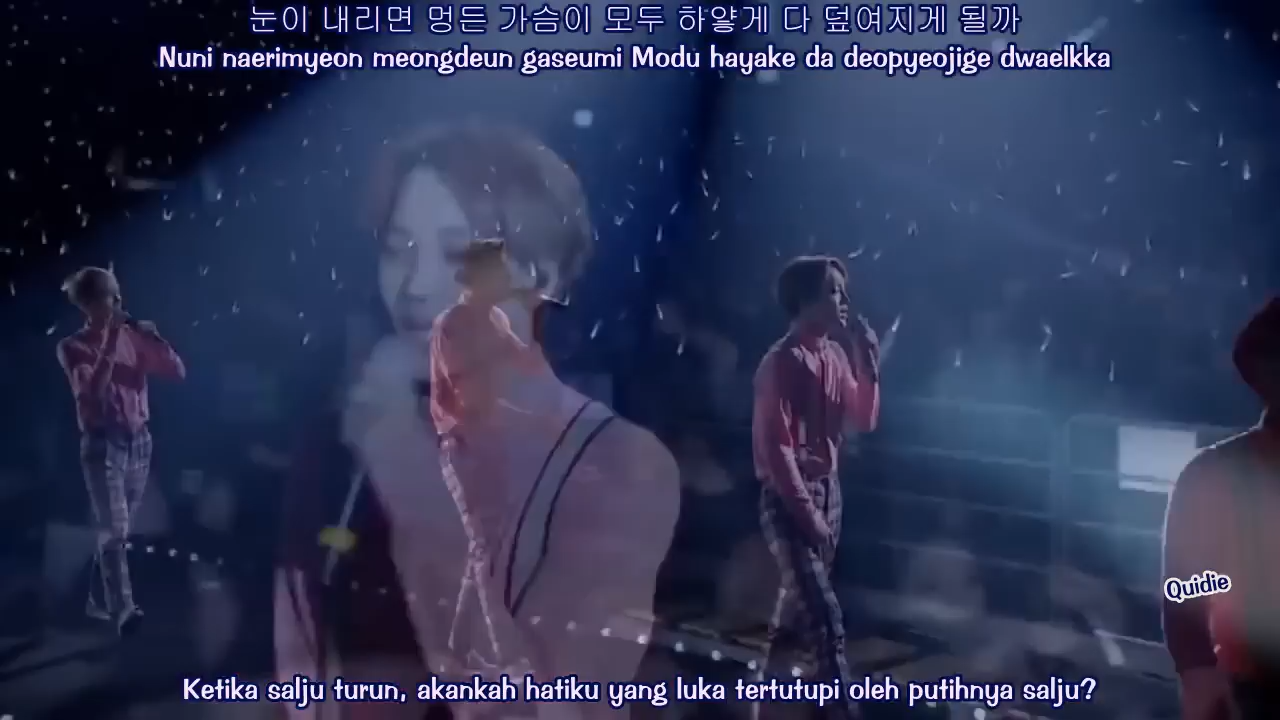 눈이 내리면 멍든 가슴이 모두 하얗게 다 덮여지게 될까
Nuni naerimyeon meongdeun gaseumi Modu hayake da deopyeojige dwaelkka
Quidie
Ketika salju turun, akankah hatiku yang luka tertutupi oleh putihnya salju?